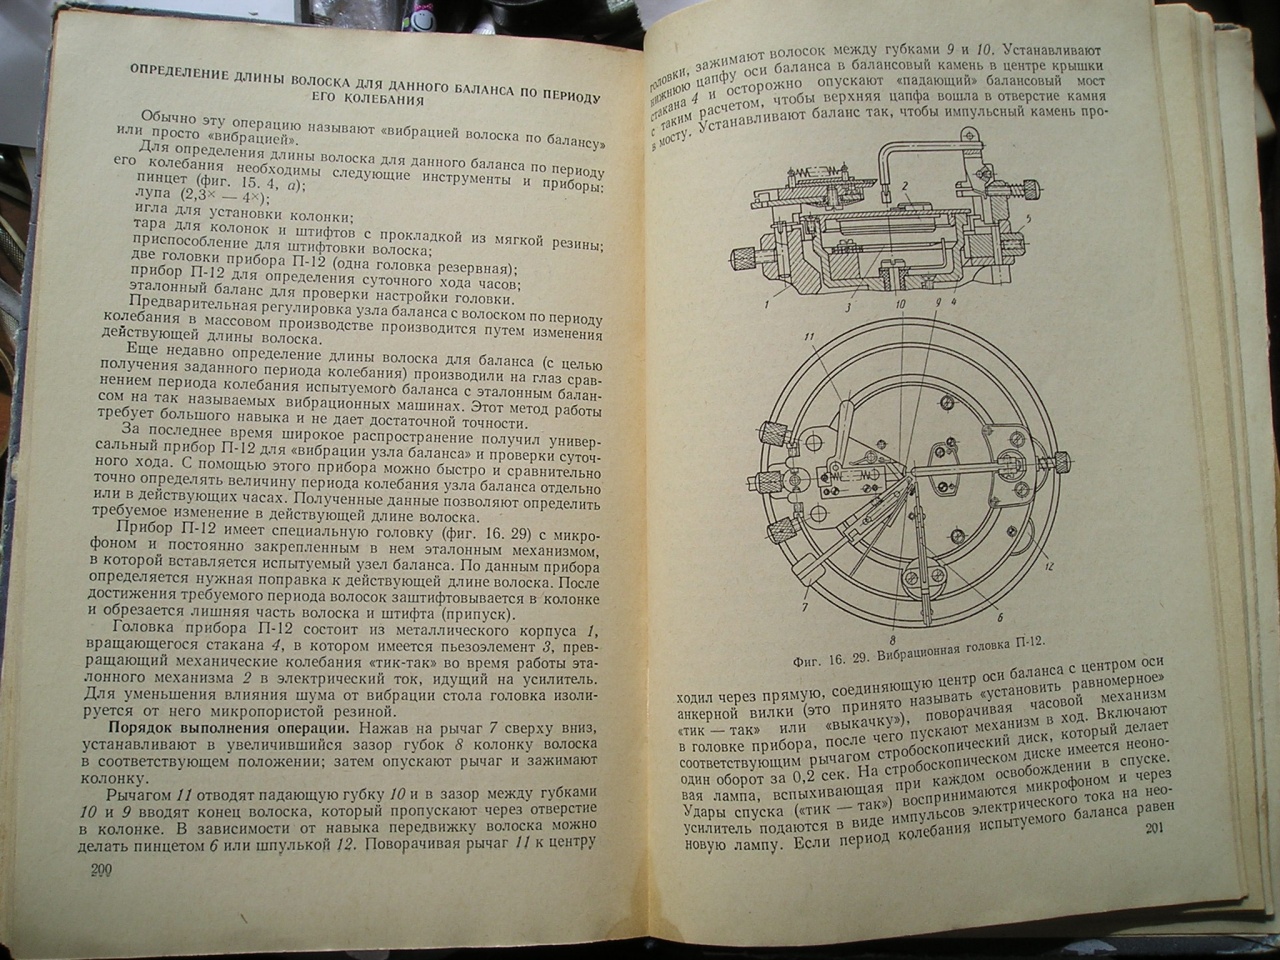 ОПРЕДЕЛЕНИЕ ДЛИНЫ ВОЛОСКА ДЛЯ ДАННОГО БАЛАНСА ПО ПЕРИОДУ
ЕГО КОЛЕБАНИЯ
Обычно эту операцию называют «вибрацией волоска по балансу»
или просто «вибрацией».
Для определения длины волоска для данного баланса по периоду
его колебания необходимы следующие инструменты и приборы:
пинцет (фиг. 15. 4, а);
лупа (2,3× — 4×);
игла для установки колонки;
тара для колонок и штифтов с прокладкой из мягкой резины;
приспособление для штифтовки волоска;
две головки прибора П-12 (одна головка резервная);
прибор П-12 для определения суточного хода часов;
эталонный баланс для проверки настройки головки.
Предварительная регулировка узла баланса с волоском по периоду
колебания в массовом производстве производится путем изменения
действующей длины волоска.
Еще недавно определение длины волоска для баланса (с целью
получения заданного периода колебания) производили на глаз срав-
нением периода колебания испытуемого баланса с эталонным балан-
сом на так называемых вибрационных машинах. Этот метод работы
требует большого навыка и не дает достаточной точности.
За последнее время широкое распространение получил универ-
сальный прибор П-12 для «вибрации узла баланса» и проверки суточ-
ного хода. С помощью этого прибора можно быстро и сравнительно
точно определять величину периода колебания узла баланса отдельно
или в действующих часах. Полученные данные позволяют определить
требуемое изменение в действующей длине волоска.
Прибор П-12 имеет специальную головку (фиг. 16. 29) с микро-
фоном и постоянно закрепленным в нем эталонным механизмом,
в которой вставляется испытуемый узел баланса. По данным прибора
определяется нужная поправка к действующей длине волоска. После
достижения требуемого периода волосок заштифтовывается в колонке
и обрезается лишняя часть волоска и штифта (припуск).
Головка прибора П-12 состоит из металлического корпуса 1,
вращающегося стакана 4, в котором имеется пьезоэлемент 3, прев-
ращающий механические колебания «тик-так» во время работы эта-
лонного механизма 2 в электрический ток, идущий на усилитель.
Для уменьшения влияния шума от вибрации стола головка изоли-
руется от него микропористой резиной.
Порядок выполнения операции. Нажав на рычаг 7 сверху вниз,
устанавливают в увеличившийся зазор губок 8 колонку волоска
в соответствующем положении; затем опускают рычаг и зажимают
колонку.
Рычагом 11 отводят падающую губку 10 и в зазор между губками
10 и 9 вводят конец волоска, который пропускают через отверстие
в колонке. В зависимости от навыка передвижку волоска можно
делать пинцетом 6 или шпулькой 12. Поворачивая рычаг 11 к центру
200
головки, зажимают волосок между губками 9 и 10. Устанавливают
нижнюю цапфу оси баланса в балансовый камень в центре крышки
стакана 4 и осторожно опускают «падающий» балансовый мост
с таким расчетом, чтобы верхняя цапфа вошла в отверстие камня
в мосту. Устанавливают баланс так, чтобы импульсный камень про-
2
5
1
3
10
9
4
11
12
7
8
6
Фиг. 16. 29. Вибрационная головка П-12.
ходил через прямую, соединяющую центр оси баланса с центром оси
анкерной вилки (это принято называть «установить равномерное»
«тик — так» или «выкачку»), поворачивая часовой механизм
в головке прибора, после чего пускают механизм в ход. Включают
соответствующим рычагом стробоскопический диск, который делает
один оборот за 0,2 сек. На стробоскопическом диске имеется неоно-
вая лампа, вспыхивающая при каждом освобождении в спуске.
Удары спуска («тик — так») воспринимаются микрофоном и через
усилитель подаются в виде импульсов электрического тока на нео-
новую лампу. Если период колебания испытуемого баланса равен
201